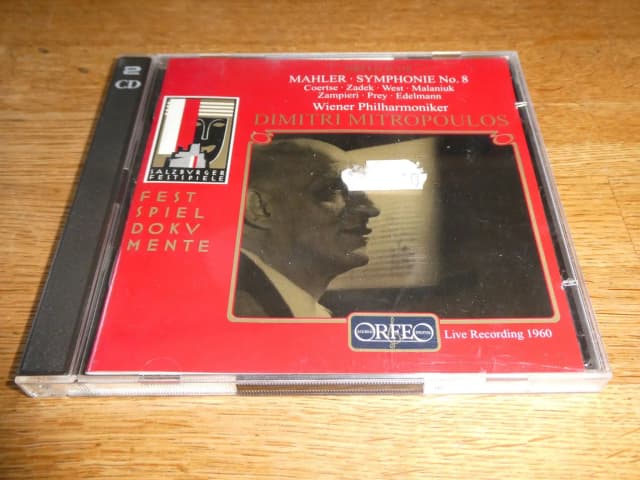 2
CD
MAHLER · SYMPHONIE No. 8
Coertse · Zadek · West · Malaniuk
Zampieri · Prey · Edelmann
Wiener Philharmoniker
DIMITRI MITROPOULOS
SALZBURGER
FESTSPIELE
FEST
SPIEL
DOKV
MENTE
ORFEO
Live Recording 1960